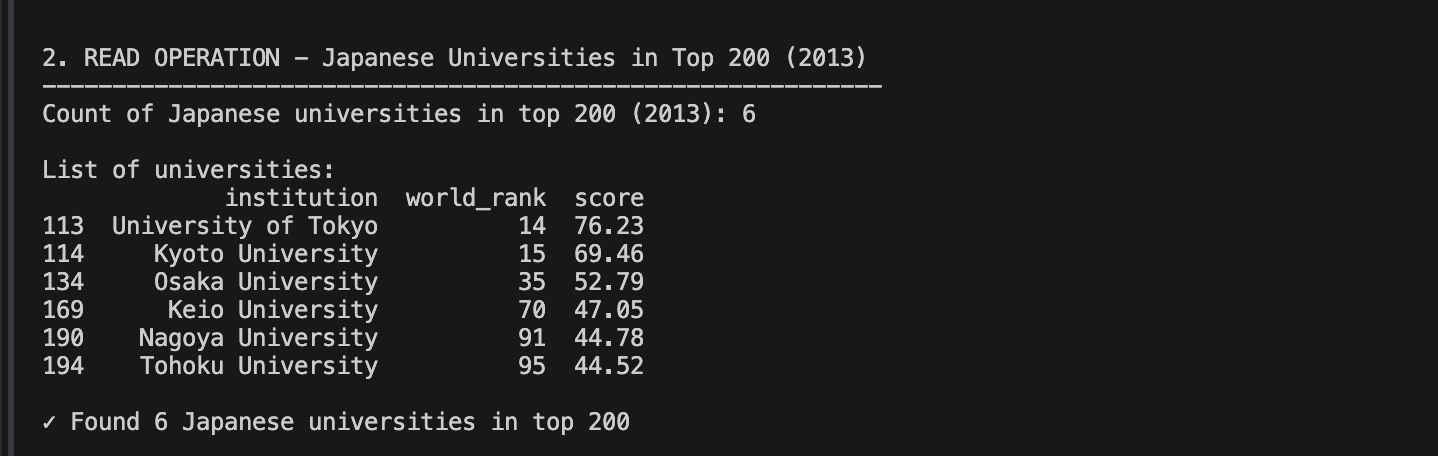 2. READ OPERATION – Japanese Universities in Top 200 (2013)
------------------------------------------------------------
Count of Japanese universities in top 200 (2013): 6
List of universities:
institution world_rank score
113 University of Tokyo 14 76.23
114 Kyoto University 15 69.46
134 Osaka University 35 52.79
169 Keio University 70 47.05
190 Nagoya University 91 44.78
194 Tohoku University 95 44.52
✓ Found 6 Japanese universities in top 200